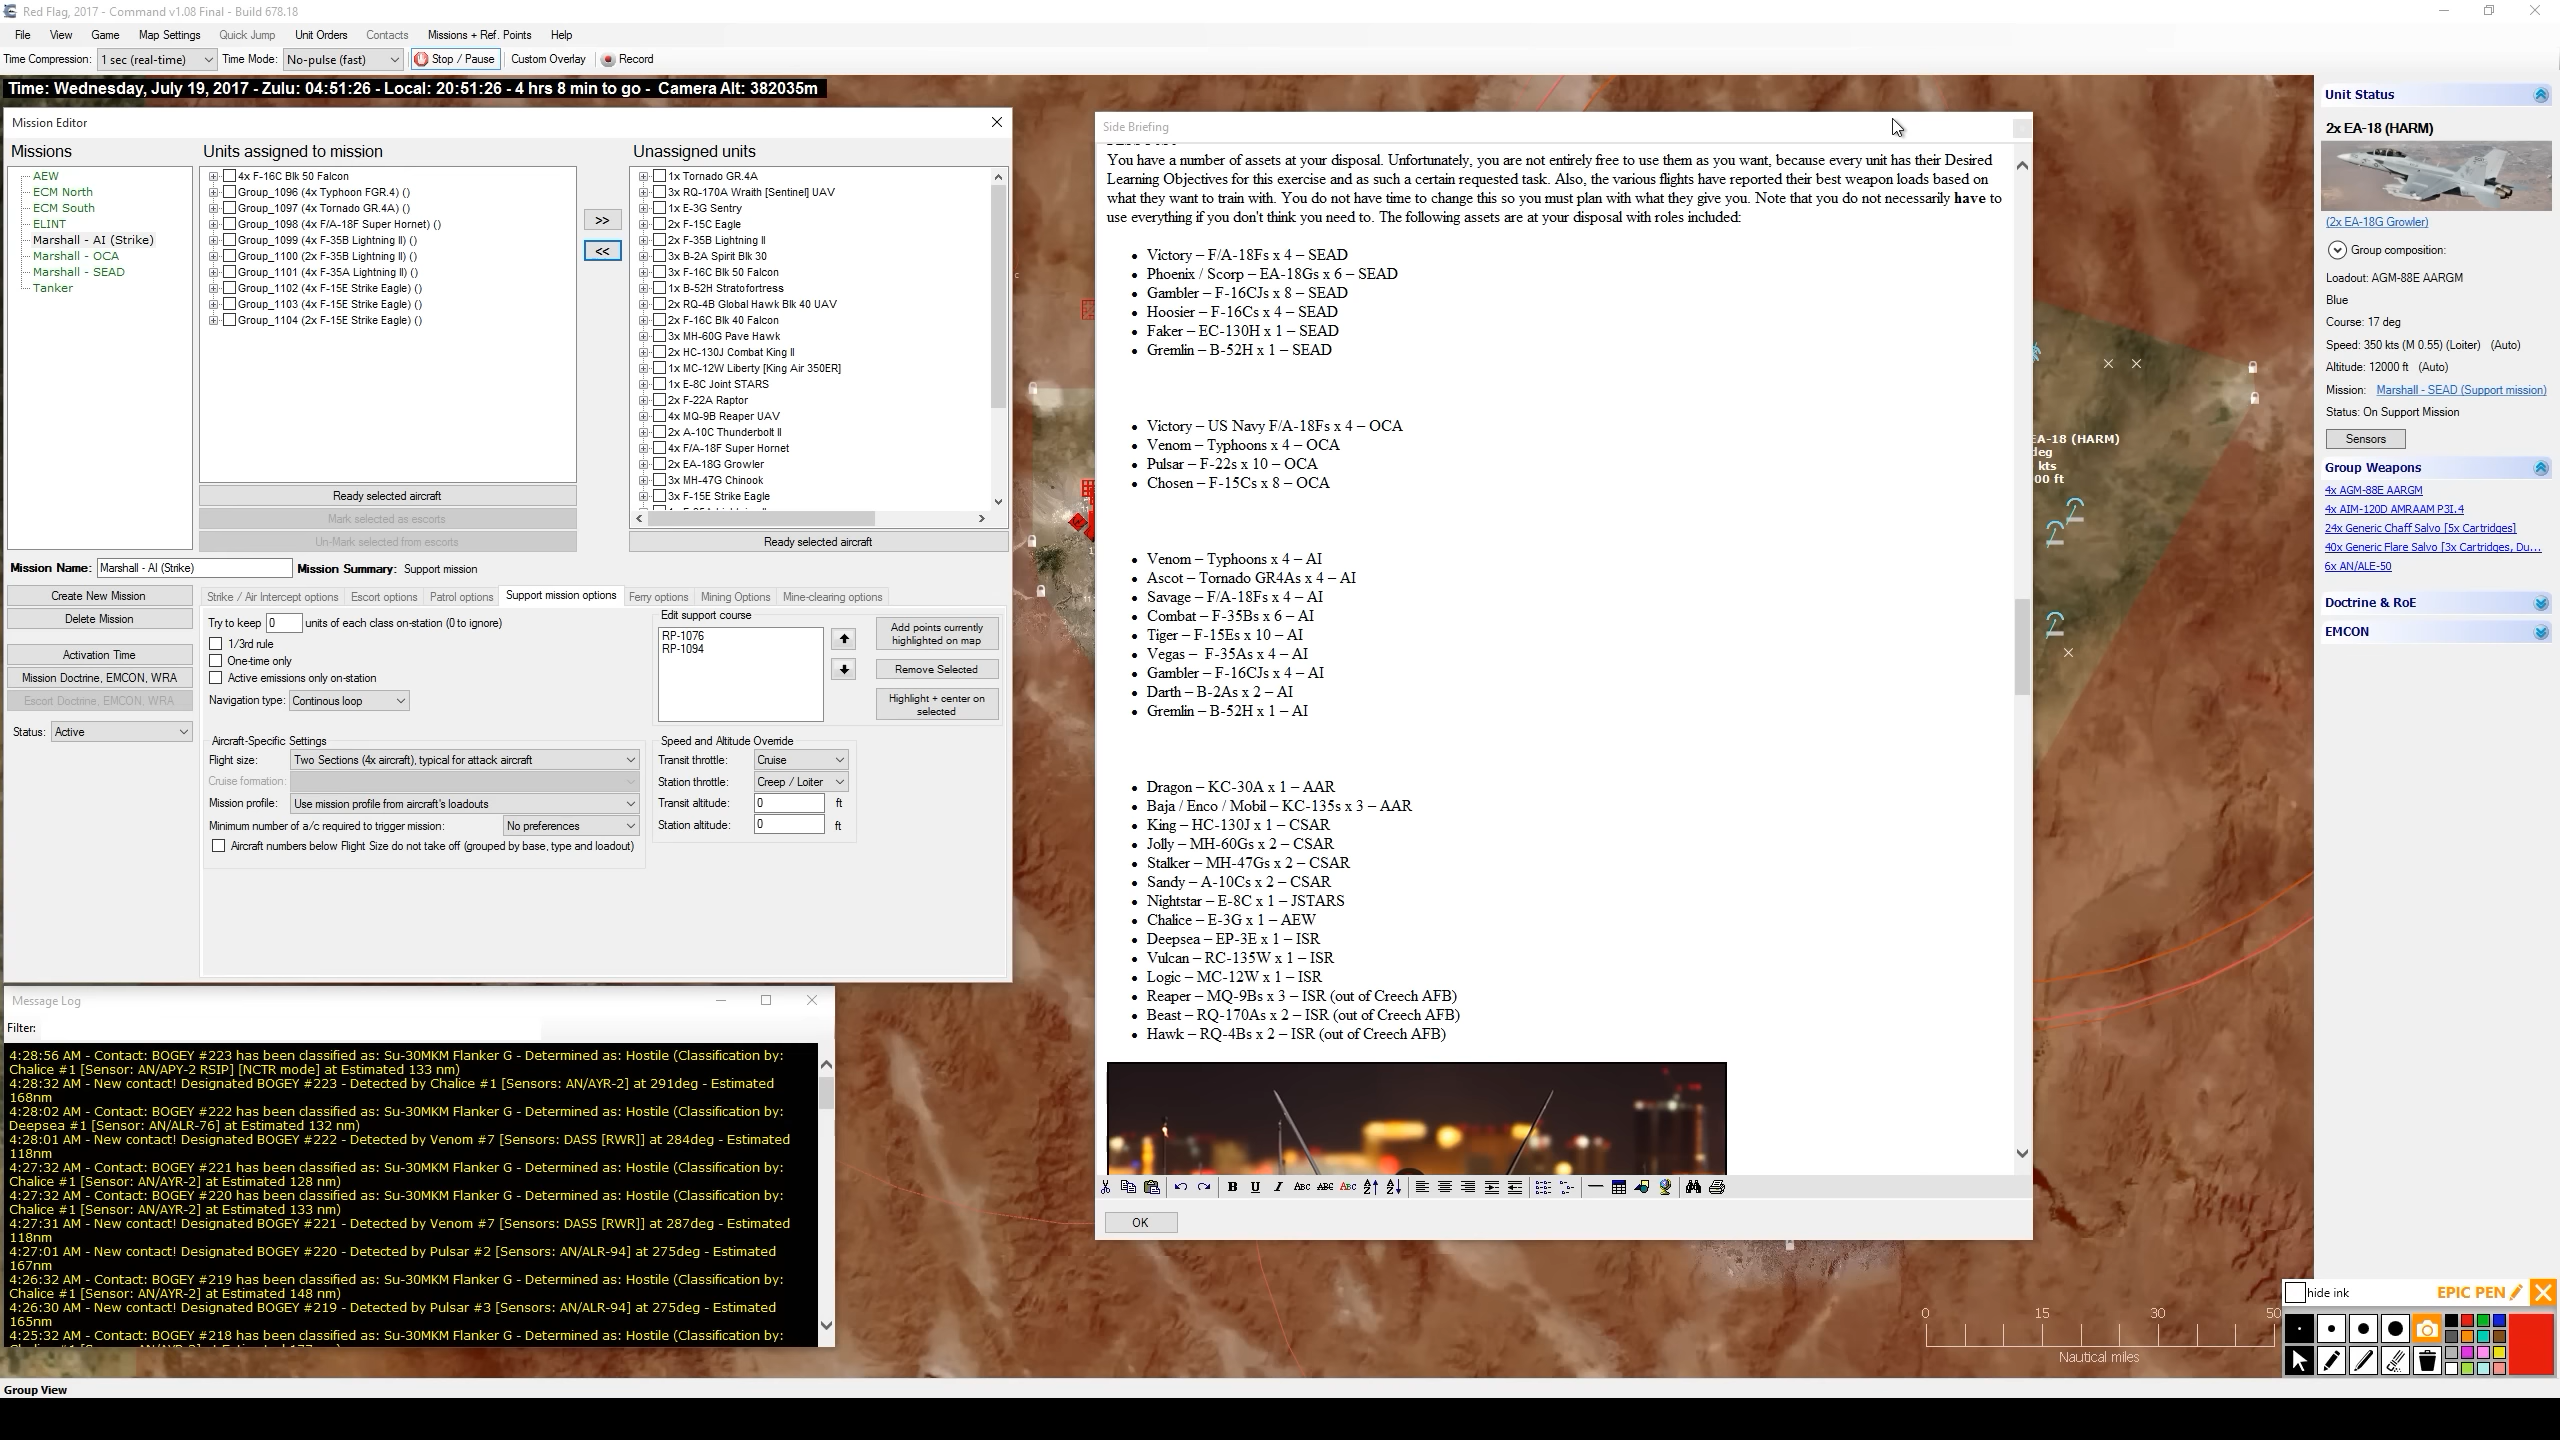 Red Flag, 2017 - Command v1.08 Final - Build 678.18
File View Game Map Settings Quick Jump Unit Orders Contacts Missions + Ref. Points Help
Time Compression: 1 sec (real-time) Time Mode: No-pulse (fast) Stop / Pause Custom Overlay Record
Time: Wednesday, July 19, 2017 - Zulu: 04:51:26 - Local: 20:51:26 - 4 hrs 8 min to go - Camera Alt: 382035m
Mission Editor
Missions
AEW
ECM North
ECM South
ELINT
Marshall - AI (Strike)
Marshall - OCA
Marshall - SEAD
Tanker
Units assigned to mission
4x F-16C Blk 50 Falcon
Group_1096 (4x Typhoon FGR.4) ()
Group_1097 (4x Tornado GR.4A) ()
Group_1098 (4x F/A-18F Super Hornet) ()
Group_1099 (4x F-35B Lightning II) ()
Group_1100 (2x F-35B Lightning II) ()
Group_1101 (4x F-35A Lightning II) ()
Group_1102 (4x F-15E Strike Eagle) ()
Group_1103 (4x F-15E Strike Eagle) ()
Group_1104 (2x F-15E Strike Eagle) ()
Ready selected aircraft
Mark selected as escorts
Un-Mark selected from escorts
>>
<<
Unassigned units
1x Tornado GR.4A
3x RQ-170A Wraith [Sentinel] UAV
1x E-3G Sentry
2x F-15C Eagle
2x F-35B Lightning II
3x B-2A Spirit Blk 30
3x F-16C Blk 50 Falcon
1x B-52H Stratofortress
2x RQ-4B Global Hawk Blk 40 UAV
2x F-16C Blk 40 Falcon
3x MH-60G Pave Hawk
2x HC-130J Combat King II
1x MC-12W Liberty [King Air 350ER]
1x E-8C Joint STARS
2x F-22A Raptor
4x MQ-9B Reaper UAV
2x A-10C Thunderbolt II
4x F/A-18F Super Hornet
2x EA-18G Growler
3x MH-47G Chinook
3x F-15E Strike Eagle
Ready selected aircraft
Mission Name: Marshall - AI (Strike) Mission Summary: Support mission
Create New Mission
Delete Mission
Activation Time
Mission Doctrine, EMCON, WRA
Escort Doctrine, EMCON, WRA
Status: Active
Strike / Air Intercept options Escort options Patrol options Support mission options Ferry options Mining Options Mine-clearing options
Try to keep 0 units of each class on-station (0 to ignore)
1/3rd rule
One-time only
Active emissions only on-station
Navigation type: Continous loop
Edit support course
RP-1076
RP-1094
Add points currently highlighted on map
Remove Selected
Highlight + center on selected
Aircraft-Specific Settings
Flight size: Two Sections (4x aircraft), typical for attack aircraft
Cruise formation:
Mission profile: Use mission profile from aircraft's loadouts
Minimum number of a/c required to trigger mission: No preferences
Aircraft numbers below Flight Size do not take off (grouped by base, type and loadout)
Speed and Altitude Override
Transit throttle: Cruise
Station throttle: Creep / Loiter
Transit altitude: 0 ft
Station altitude: 0 ft
Message Log
Filter:
4:28:56 AM - Contact: BOGEY #223 has been classified as: Su-30MKM Flanker G - Determined as: Hostile (Classification by:
Chalice #1 [Sensor: AN/APY-2 RSIP] [NCTR mode] at Estimated 133 nm)
4:28:32 AM - New contact! Designated BOGEY #223 - Detected by Chalice #1 [Sensors: AN/AYR-2] at 291deg - Estimated
168nm
4:28:02 AM - Contact: BOGEY #222 has been classified as: Su-30MKM Flanker G - Determined as: Hostile (Classification by:
Deepsea #1 [Sensor: AN/ALR-76] at Estimated 132 nm)
4:28:01 AM - New contact! Designated BOGEY #222 - Detected by Venom #7 [Sensors: DASS [RWR]] at 284deg - Estimated
118nm
4:27:32 AM - Contact: BOGEY #221 has been classified as: Su-30MKM Flanker G - Determined as: Hostile (Classification by:
Chalice #1 [Sensor: AN/AYR-2] at Estimated 128 nm)
4:27:32 AM - Contact: BOGEY #220 has been classified as: Su-30MKM Flanker G - Determined as: Hostile (Classification by:
Chalice #1 [Sensor: AN/AYR-2] at Estimated 133 nm)
4:27:31 AM - New contact! Designated BOGEY #221 - Detected by Venom #7 [Sensors: DASS [RWR]] at 287deg - Estimated
118nm
4:27:01 AM - New contact! Designated BOGEY #220 - Detected by Pulsar #2 [Sensors: AN/ALR-94] at 275deg - Estimated
167nm
4:26:32 AM - Contact: BOGEY #219 has been classified as: Su-30MKM Flanker G - Determined as: Hostile (Classification by:
Chalice #1 [Sensor: AN/AYR-2] at Estimated 148 nm)
4:26:30 AM - New contact! Designated BOGEY #219 - Detected by Pulsar #3 [Sensors: AN/ALR-94] at 275deg - Estimated
165nm
4:25:32 AM - Contact: BOGEY #218 has been classified as: Su-30MKM Flanker G - Determined as: Hostile (Classification by:
Group View
Side Briefing
You have a number of assets at your disposal. Unfortunately, you are not entirely free to use them as you want, because every unit has their Desired
Learning Objectives for this exercise and as such a certain requested task. Also, the various flights have reported their best weapon loads based on
what they want to train with. You do not have time to change this so you must plan with what they give you. Note that you do not necessarily have to
use everything if you don't think you need to. The following assets are at your disposal with roles included:
• Victory – F/A-18Fs x 4 – SEAD
• Phoenix / Scorp – EA-18Gs x 6 – SEAD
• Gambler – F-16CJs x 8 – SEAD
• Hoosier – F-16Cs x 4 – SEAD
• Faker – EC-130H x 1 – SEAD
• Gremlin – B-52H x 1 – SEAD
• Victory – US Navy F/A-18Fs x 4 – OCA
• Venom – Typhoons x 4 – OCA
• Pulsar – F-22s x 10 – OCA
• Chosen – F-15Cs x 8 – OCA
• Venom – Typhoons x 4 – AI
• Ascot – Tornado GR4As x 4 – AI
• Savage – F/A-18Fs x 4 – AI
• Combat – F-35Bs x 6 – AI
• Tiger – F-15Es x 10 – AI
• Vegas – F-35As x 4 – AI
• Gambler – F-16CJs x 4 – AI
• Darth – B-2As x 2 – AI
• Gremlin – B-52H x 1 – AI
• Dragon – KC-30A x 1 – AAR
• Baja / Enco / Mobil – KC-135s x 3 – AAR
• King – HC-130J x 1 – CSAR
• Jolly – MH-60Gs x 2 – CSAR
• Stalker – MH-47Gs x 2 – CSAR
• Sandy – A-10Cs x 2 – CSAR
• Nightstar – E-8C x 1 – JSTARS
• Chalice – E-3G x 1 – AEW
• Deepsea – EP-3E x 1 – ISR
• Vulcan – RC-135W x 1 – ISR
• Logic – MC-12W x 1 – ISR
• Reaper – MQ-9Bs x 3 – ISR (out of Creech AFB)
• Beast – RQ-170As x 2 – ISR (out of Creech AFB)
• Hawk – RQ-4Bs x 2 – ISR (out of Creech AFB)
B U I ABC ABC ABC
OK
EA-18 (HARM)
deg
kts
00 ft
0 15 30 50
Nautical miles
Unit Status
2x EA-18 (HARM)
(2x EA-18G Growler)
Group composition:
Loadout: AGM-88E AARGM
Blue
Course: 17 deg
Speed: 350 kts (M 0.55) (Loiter) (Auto)
Altitude: 12000 ft (Auto)
Mission: Marshall - SEAD (Support mission)
Status: On Support Mission
Sensors
Group Weapons
4x AGM-88E AARGM
4x AIM-120D AMRAAM P3I.4
24x Generic Chaff Salvo [5x Cartridges]
40x Generic Flare Salvo [3x Cartridges, Du...
6x AN/ALE-50
Doctrine & RoE
EMCON
hide ink EPIC PEN